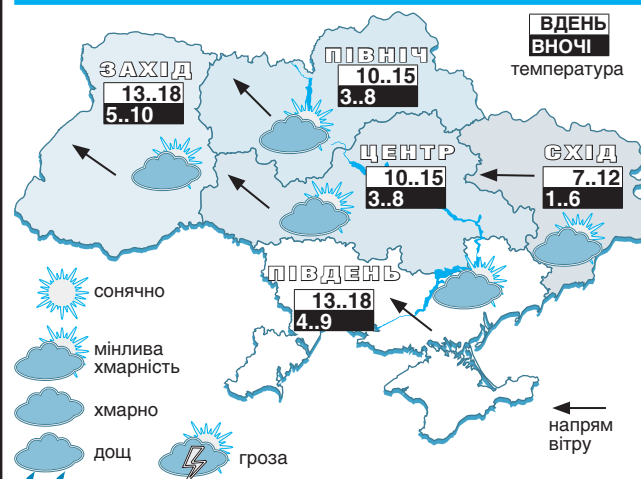 ВДЕНЬ
ВНОЧІ
температура
ПІВНІЧ
10..15
3..8
ЗАХІД
13..18
5..10
ЦЕНТР
10..15
3..8
СХІД
7..12
1..6
ПІВДЕНЬ
13..18
4..9
сонячно
мінлива
хмарність
хмарно
дощ
гроза
напрям
вітру